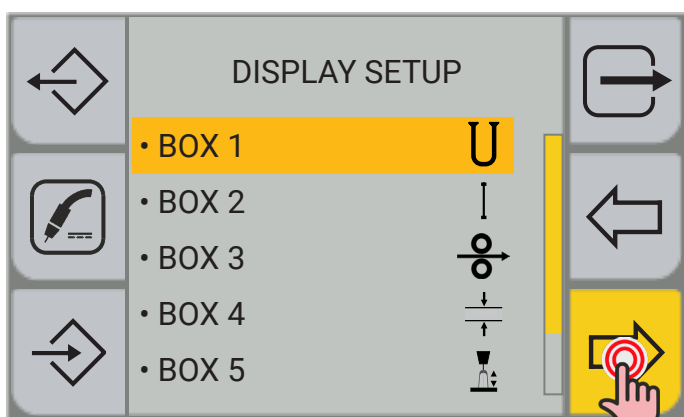 DISPLAY SETUP
• BOX 1 U
• BOX 2 I
• BOX 3
• BOX 4
• BOX 5